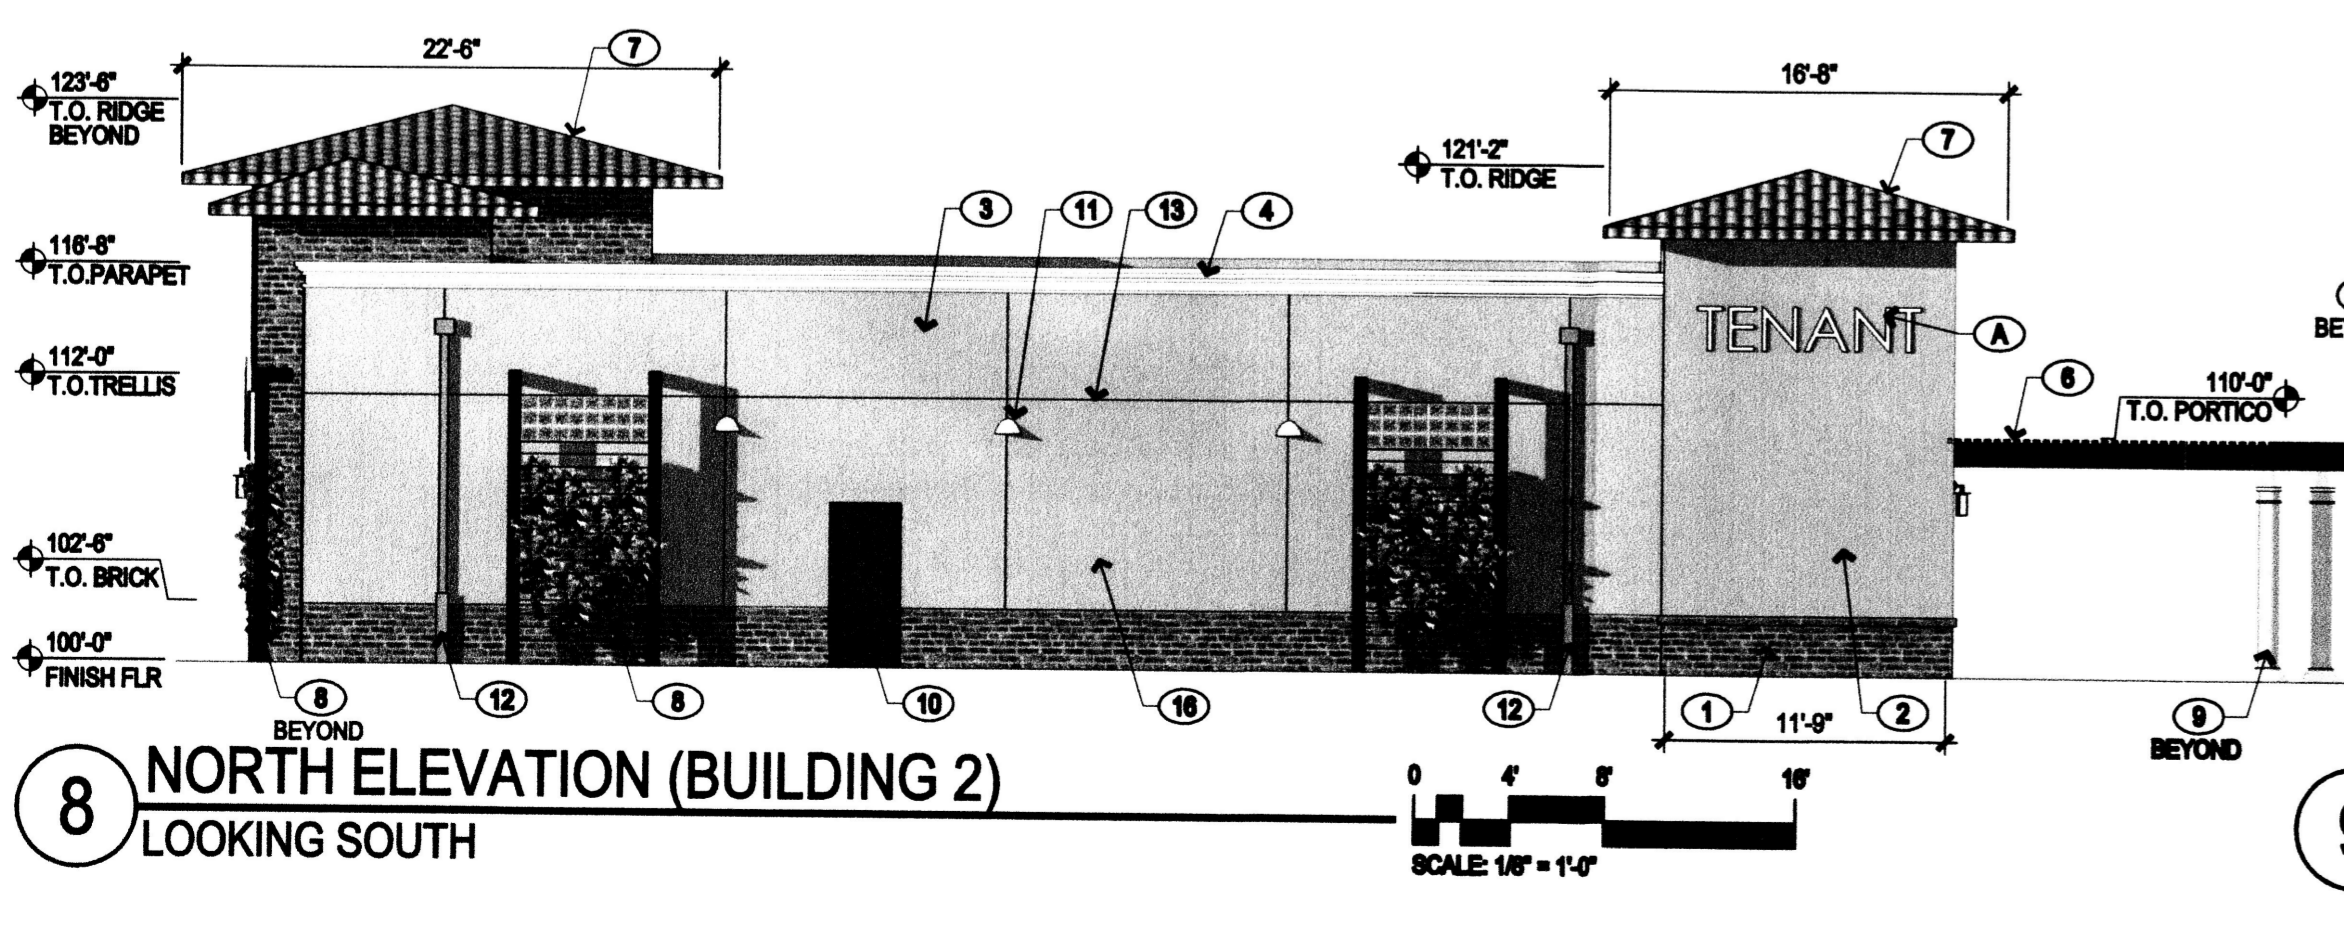 22'-6"
7
123'-6"
T.O. RIDGE
BEYOND
16'-8"
7
121'-2"
T.O. RIDGE
3
11
13
4
116'-8"
T.O.PARAPET
TENANT
A
112'-0"
T.O.TRELLIS
6
110'-0"
T.O. PORTICO
102'-6"
T.O. BRICK
100'-0"
FINISH FLR
8
BEYOND
12
8
10
16
12
1
11'-9"
2
9
BEYOND
8
NORTH ELEVATION (BUILDING 2)
LOOKING SOUTH
0 4' 8' 16'
SCALE: 1/8" = 1'-0"